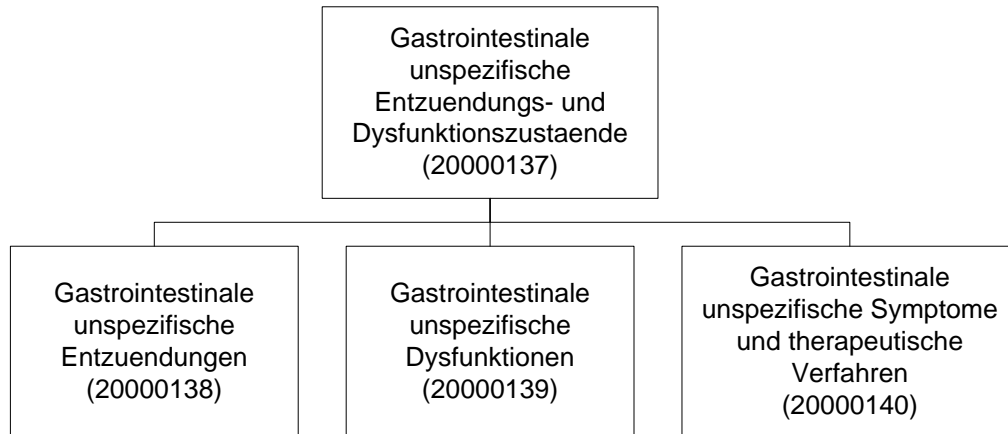 Gastrointestinale
unspezifische
Entzuendungs- und
Dysfunktionszustaende
(20000137)
Gastrointestinale
unspezifische
Entzuendungen
(20000138)
Gastrointestinale
unspezifische
Dysfunktionen
(20000139)
Gastrointestinale
unspezifische Symptome
und therapeutische
Verfahren
(20000140)